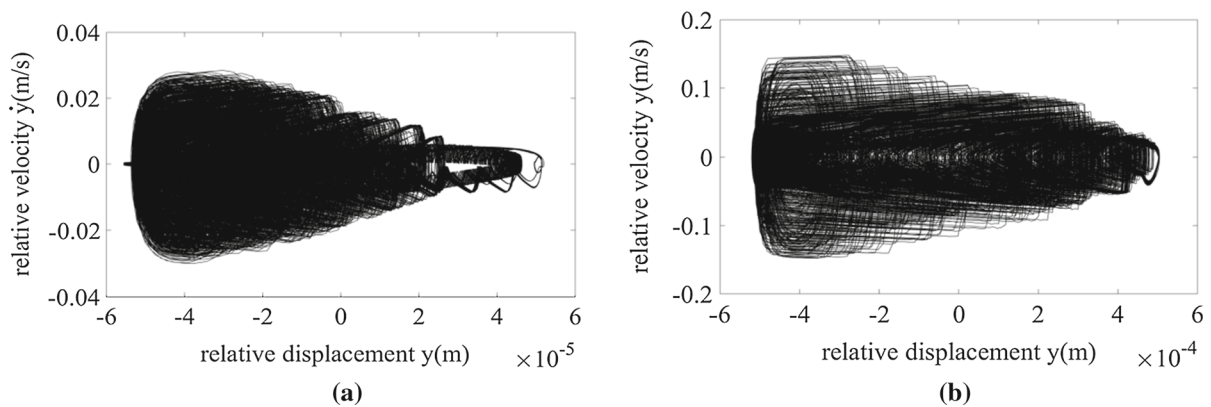 0.04
0.02
0
-0.02
-0.04
relative velocity ẏ(m/s)
-6 -4 -2 0 2 4 6
relative displacement y(m) ×10⁻⁵
(a)
0.2
0.1
0
-0.1
-0.2
relative velocity y(m/s)
-6 -4 -2 0 2 4 6
relative displacement y(m) ×10⁻⁴
(b)